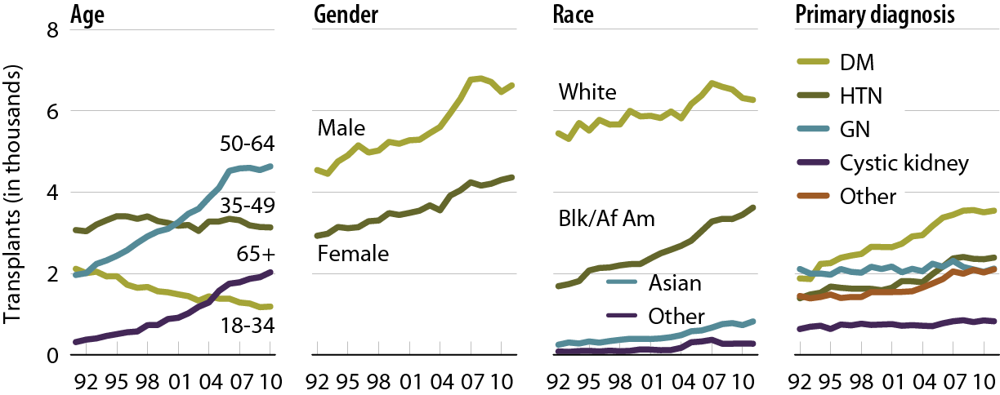 Age
Gender
Race
Primary diagnosis
Transplants (in thousands)
8
6
4
2
0
50-64
35-49
65+
18-34
92 95 98 01 04 07 10
Male
Female
92 95 98 01 04 07 10
White
Blk/Af Am
Asian
Other
92 95 98 01 04 07 10
DM
HTN
GN
Cystic kidney
Other
92 95 98 01 04 07 10